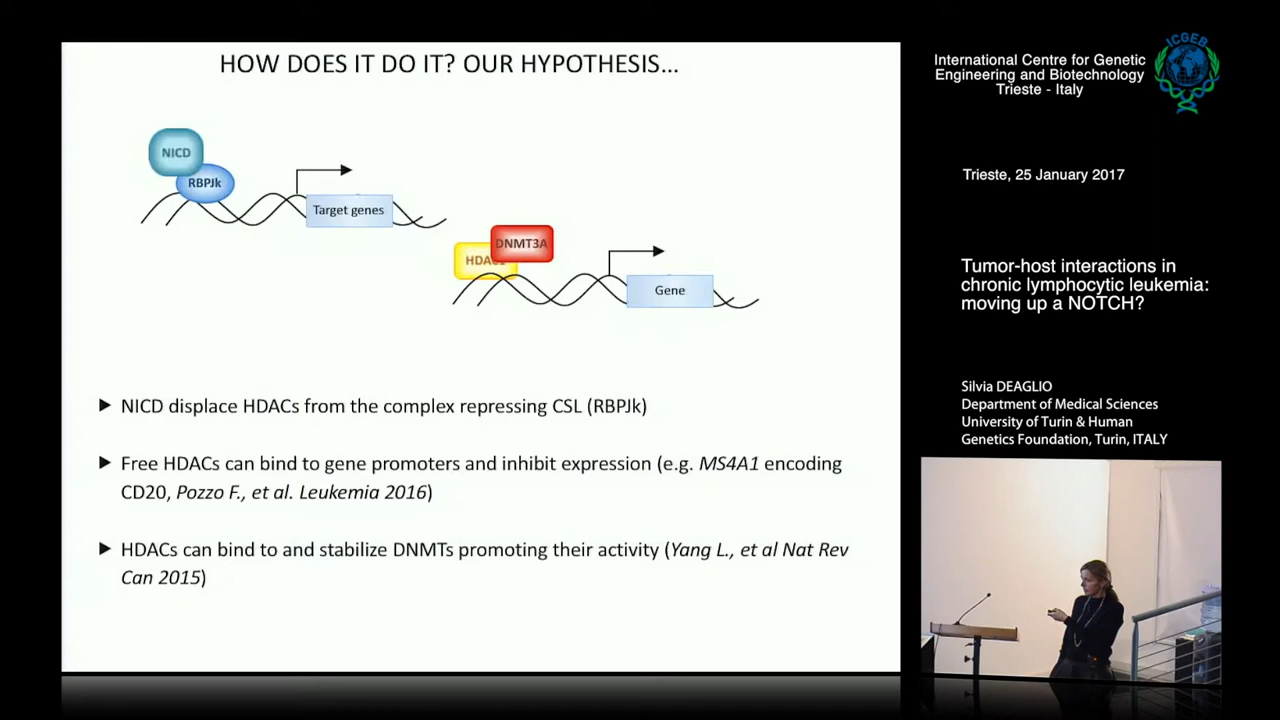 HOW DOES IT DO IT? OUR HYPOTHESIS...
NICD
RBPJk
Target genes
DNMT3A
Gene
NICD displace HDACs from the complex repressing CSL (RBPJk)
Free HDACs can bind to gene promoters and inhibit expression (e.g. MS4A1 encoding
CD20, Pozzo F., et al. Leukemia 2016)
HDACs can bind to and stabilize DNMTs promoting their activity (Yang L., et al Nat Rev
Can 2015)
ICGEB
International Centre for Genetic
Engineering and Biotechnology
Trieste - Italy
Trieste, 25 January 2017
Tumor-host interactions in
chronic lymphocytic leukemia:
moving up a NOTCH?
Silvia DEAGLIO
Department of Medical Sciences
University of Turin & Human
Genetics Foundation, Turin, ITALY